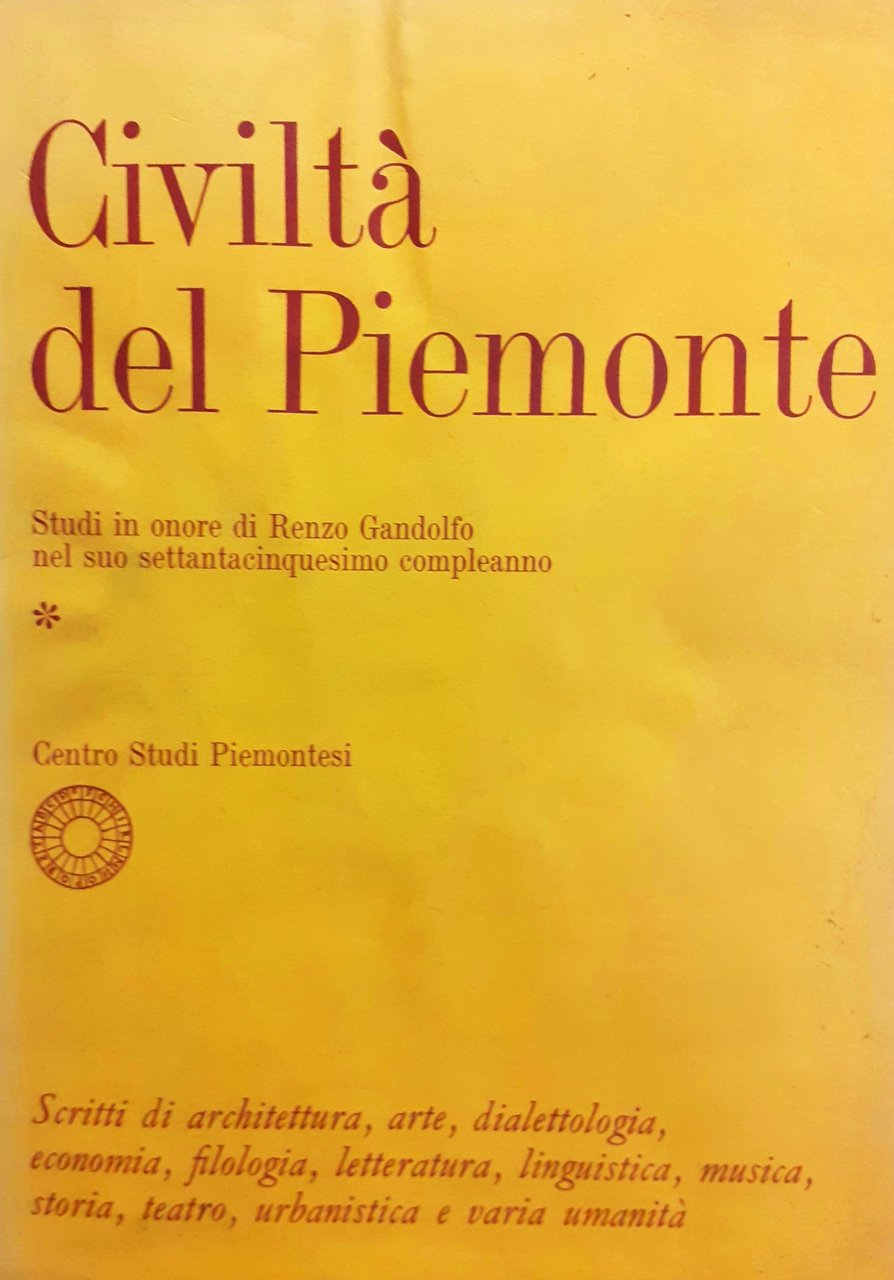 Civiltà
del Piemonte
Studi in onore di Renzo Gandolfo
nel suo settantacinquesimo compleanno
*
Centro Studi Piemontesi
Scritti di architettura, arte, dialettologia,
economia, filologia, letteratura, linguistica, musica,
storia, teatro, urbanistica e varia umanità